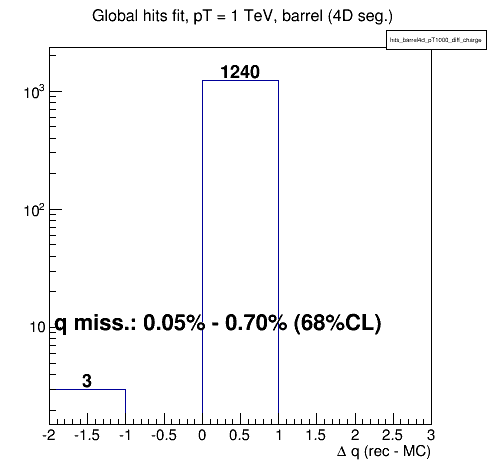 Global hits fit, pT = 1 TeV, barrel (4D seg.)
hits_barrel4d_pT1000_diff_charge
1240
10³
10²
10
q miss.: 0.05% - 0.70% (68%CL)
3
-2 -1.5 -1 -0.5 0 0.5 1 1.5 2 2.5 3
Δ q (rec - MC)